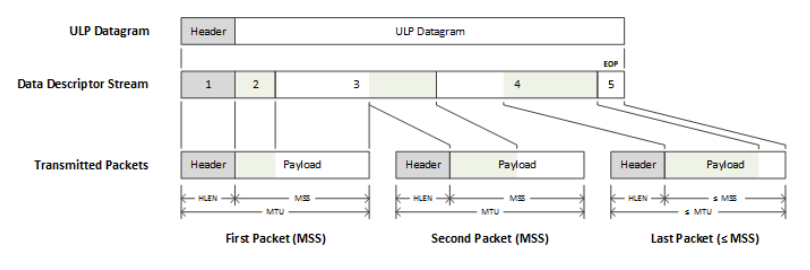 ULP Datagram Header ULP Datagram
EOP
Data Descriptor Stream 1 2 3 4 5
Transmitted Packets Header Payload Header Payload Header Payload
HLEN MSS HLEN MSS HLEN ≤ MSS
MTU MTU ≤ MTU
First Packet (MSS) Second Packet (MSS) Last Packet (≤ MSS)